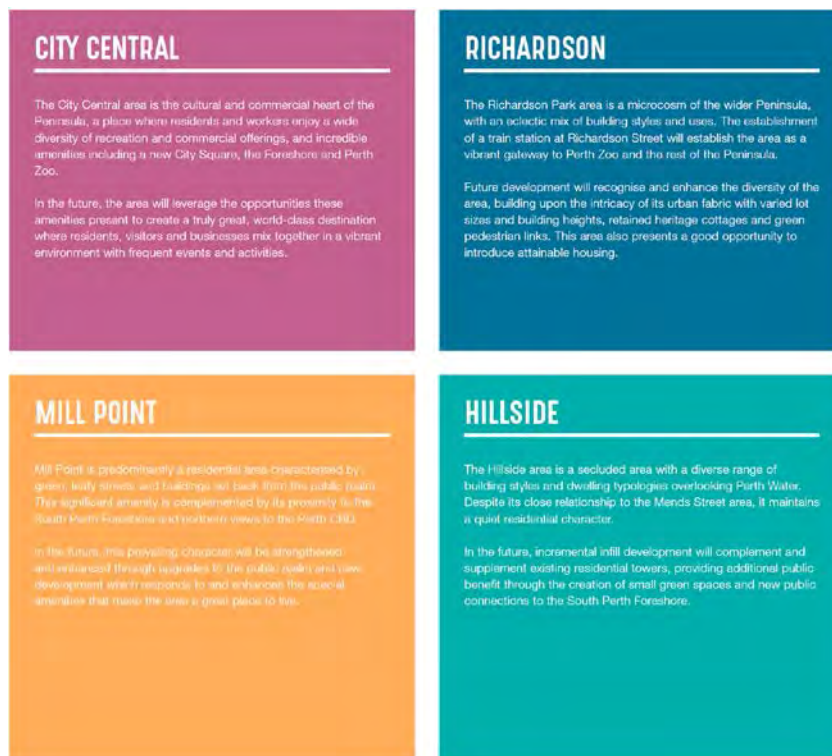 CITY CENTRAL
The City Central area is the cultural and commercial heart of the
Peninsula, a place where residents and workers enjoy a wide
diversity of recreation and commercial offerings, and incredible
amenities including a new City Square, the Foreshore and Perth
Zoo.
In the future, the area will leverage the opportunities these
amenities present to create a truly great, world-class destination
where residents, visitors and businesses mix together in a vibrant
environment with frequent events and activities.
RICHARDSON
The Richardson Park area is a microcosm of the wider Peninsula,
with an eclectic mix of building styles and uses. The establishment
of a train station at Richardson Street will establish the area as a
vibrant gateway to Perth Zoo and the rest of the Peninsula.
Future development will recognise and enhance the diversity of the
area, building upon the intricacy of its urban fabric with varied lot
sizes and building heights, retained heritage cottages and green
pedestrian links. This area also presents a good opportunity to
introduce attainable housing.
MILL POINT
Mill Point is predominantly a residential area characterised by
green, leafy streets and buildings set back from the public realm.
This significant amenity is complemented by its proximity to the
South Perth Foreshore and northern views to the Perth CBD.
In the future, this prevailing character will be strengthened
and enhanced through upgrades to the public realm and new
development which responds to and enhances the special
amenities that make the area a great place to live.
HILLSIDE
The Hillside area is a secluded area with a diverse range of
building styles and dwelling typologies overlooking Perth Water.
Despite its close relationship to the Mends Street area, it maintains
a quiet residential character.
In the future, incremental infill development will complement and
supplement existing residential towers, providing additional public
benefit through the creation of small green spaces and new public
connections to the South Perth Foreshore.